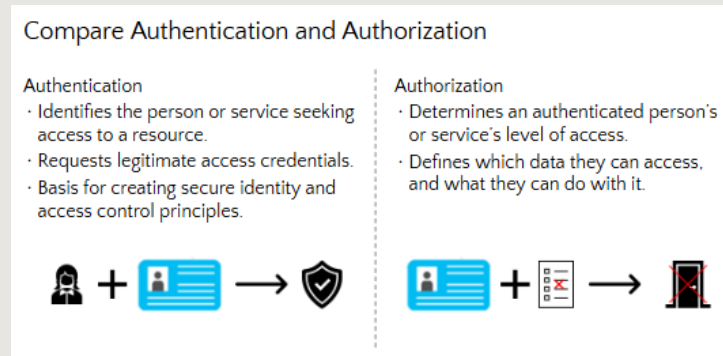 Compare Authentication and Authorization
Authentication
· Identifies the person or service seeking
access to a resource.
· Requests legitimate access credentials.
· Basis for creating secure identity and
access control principles.
Authorization
· Determines an authenticated person's
or service's level of access.
· Defines which data they can access,
and what they can do with it.